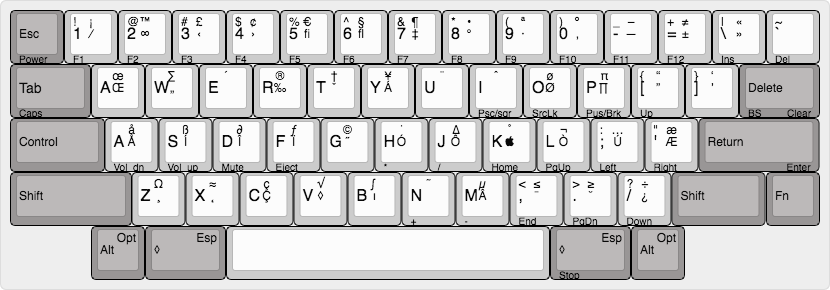 Esc Power
! ¡ 1 ⁄ F1
@ ™ 2 ∞ F2
# £ 3 ‹ F3
$ ¢ 4 › F4
% € 5 ﬁ F5
^ § 6 ﬂ F6
& ¶ 7 ‡ F7
* • 8 ° F8
( ª 9 · F9
) º 0 ‚ F10
_ – - — F11
+ ≠ = ± F12
| « \ » Ins
~ ` Del
Tab Caps
A œ Œ
W ∑ „
E ´
R ® ‰
T † ˇ
Y ¥ Á
U ¨
I ˆ Psc/sqr
O ø Ø SrcLk
P π ∏ Pus/Brk
{ “ [ ” Up
} ‘ ] ’
Delete BS Clear
Control
A å Å Vol_dn
S ß Í Vol_up
D ∂ Î Mute
F ƒ Ï Eject
G © ˝
H ˙ Ó *
J ∆ Ô /
K ˚ Home
L ¬ Ò PgUp
: … ; Ú Left
" æ ' Æ Right
Return Enter
Shift
Z Ω ¸
X ≈ ˛
C ç Ç
V √ ◊
B ∫ ı
N ˜ +
M µ Â -
< ≤ , ¯ End
> ≥ . ˘ PgDn
? ÷ / ¿ Down
Shift
Fn
Opt Alt
Esp ◊
Esp ◊ Stop
Opt Alt